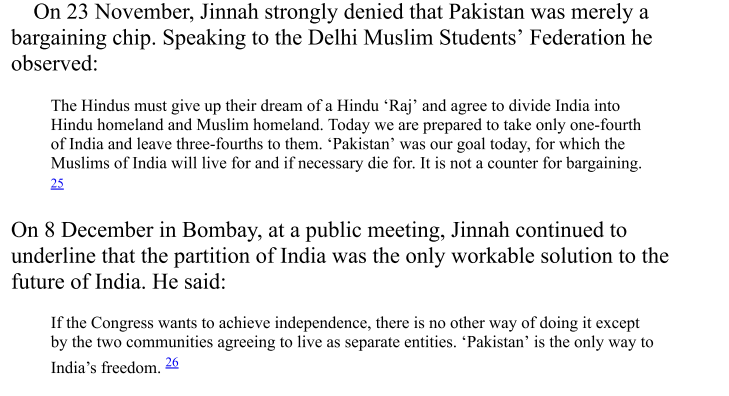 On 23 November, Jinnah strongly denied that Pakistan was merely a
bargaining chip. Speaking to the Delhi Muslim Students’ Federation he
observed:
The Hindus must give up their dream of a Hindu ‘Raj’ and agree to divide India into
Hindu homeland and Muslim homeland. Today we are prepared to take only one-fourth
of India and leave three-fourths to them. ‘Pakistan’ was our goal today, for which the
Muslims of India will live for and if necessary die for. It is not a counter for bargaining.
25
On 8 December in Bombay, at a public meeting, Jinnah continued to
underline that the partition of India was the only workable solution to the
future of India. He said:
If the Congress wants to achieve independence, there is no other way of doing it except
by the two communities agreeing to live as separate entities. ‘Pakistan’ is the only way to
India’s freedom. 26